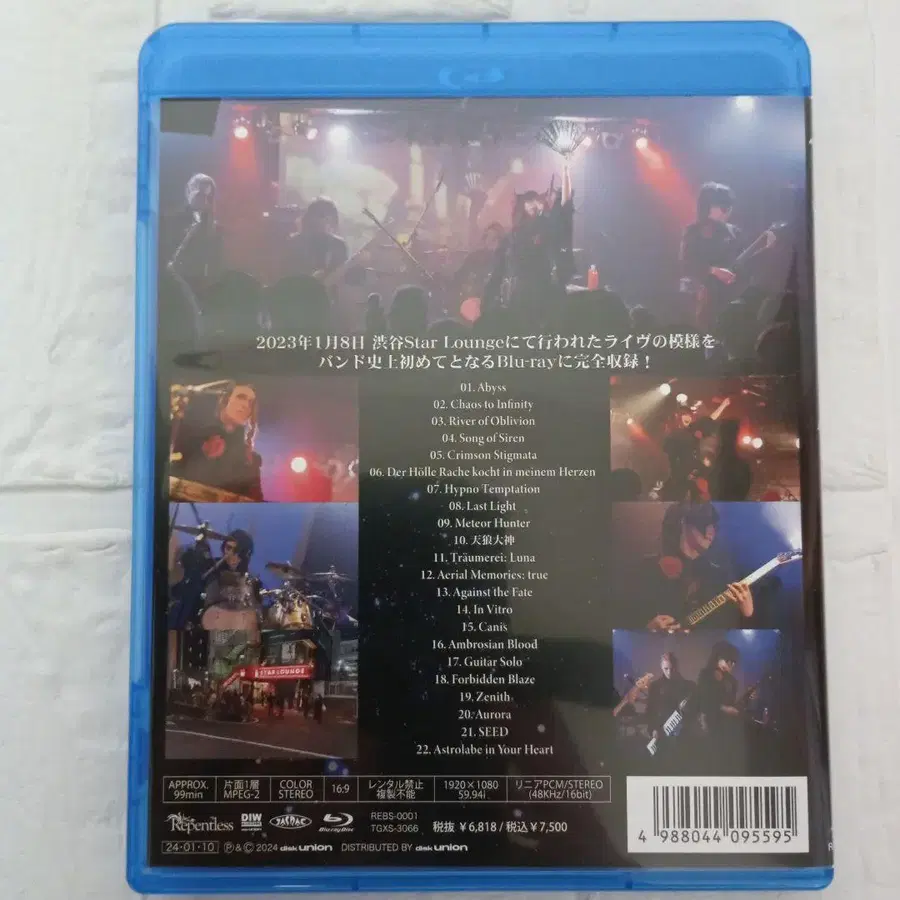 2023年1月8日 渋谷Star Loungeにて行われたライヴの模様を
バンド史上初めてとなるBlu-rayに完全収録！
01. Abyss
02. Chaos to Infinity
03. River of Oblivion
04. Song of Siren
05. Crimson Stigmata
06. Der Hölle Rache kocht in meinem Herzen
07. Hypno Temptation
08. Last Light
09. Meteor Hunter
10. 天狼大神
11. Träumerei: Luna
12. Aerial Memories: true
13. Against the Fate
14. In Vitro
15. Canis
16. Ambrosian Blood
17. Guitar Solo
18. Forbidden Blaze
19. Zenith
20. Aurora
21. SEED
22. Astrolabe in Your Heart
STAR LOUNGE
APPROX. 99min
片面1層 MPEG-2
COLOR STEREO
16:9
レンタル禁止 複製不能
1920×1080 59.94i
リニアPCM/STEREO (48KHz/16bit)
Repentless
DIW
JASRAC
Blu-ray Disc
REBS-0001
TGXS-3066
税抜 ¥6,818 / 税込 ¥7,500
24·01·10 Ⓟ&© 2024 disk union DISTRIBUTED BY disk union
4 988044 095595